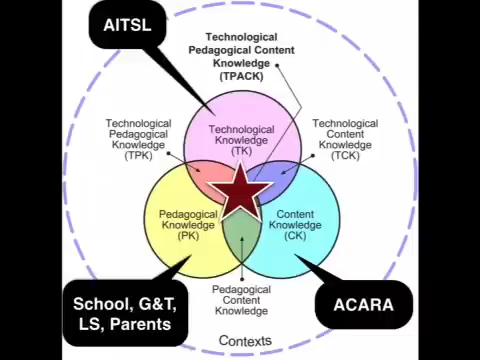 AITSL
Technological
Pedagogical Content
Knowledge
(TPACK)
Technological
Pedagogical
Knowledge
(TPK)
Technological
Knowledge
(TK)
Technological
Content
Knowledge
(TCK)
Pedagogical
Knowledge
(PK)
Content
Knowledge
(CK)
School, G&T,
LS, Parents
Pedagogical
Content
Knowledge
ACARA
Contexts